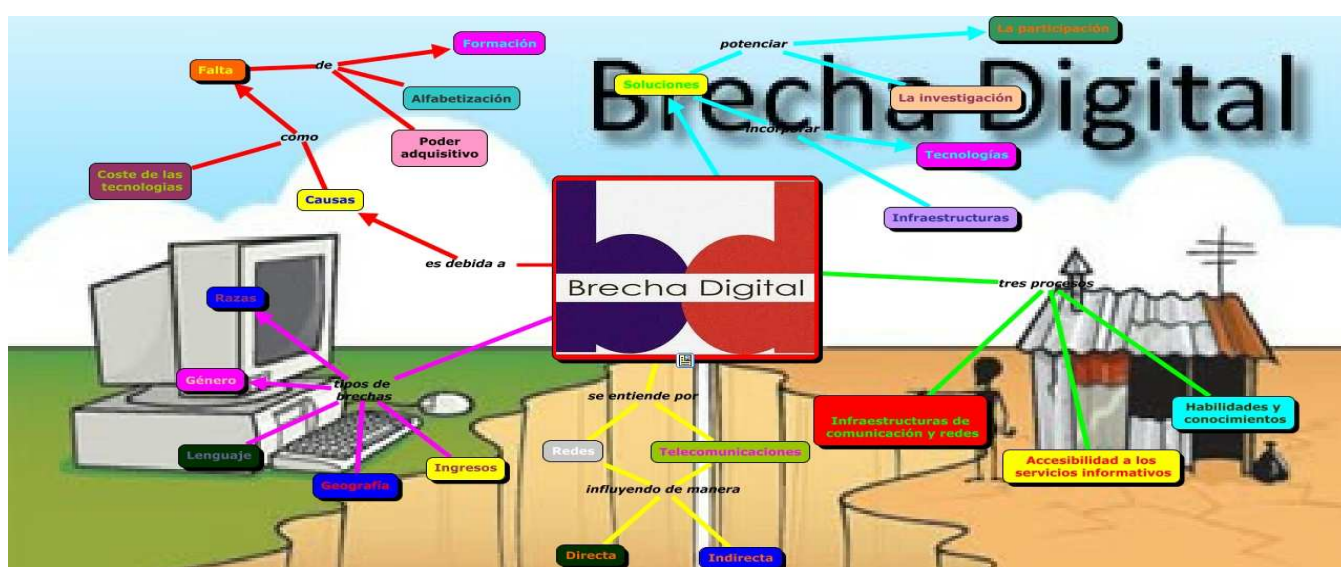 Brecha Digital
Formación
Falta
de
Alfabetización
Poder
adquisitivo
como
Coste de las
tecnologías
Causas
es debida a
potenciar
La participación
Soluciones
La investigación
incorporar
Tecnologías
Infraestructuras
Brecha Digital
tres procesos
Infraestructuras de
comunicación y redes
Accesibilidad a los
servicios informativos
Habilidades y
conocimientos
Razas
Género
tipos de
brechas
Lenguaje
Geografía
Ingresos
se entiende por
Redes
Telecomunicaciones
influyendo de manera
Directa
Indirecta